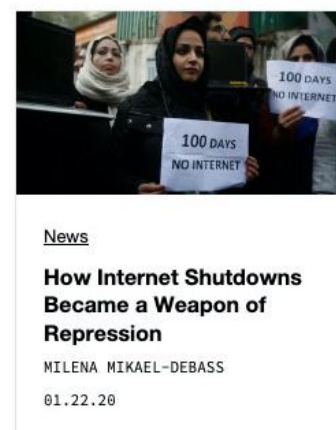 100 DAYS
NO INTERNET
100 DAYS
NO INTERNET
News
How Internet Shutdowns
Became a Weapon of
Repression
MILENA MIKAEL-DEBASS
01.22.20